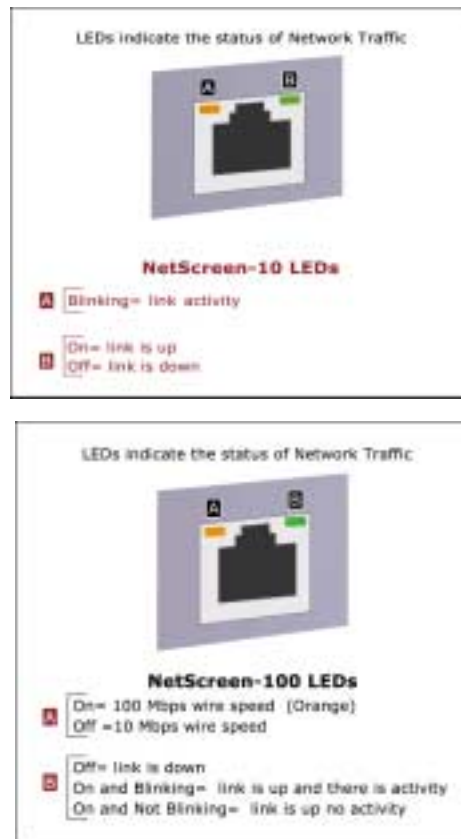 LEDs indicate the status of Network Traffic
A B
NetScreen-10 LEDs
A Blinking= link activity
B On= link is up
Off= link is down
LEDs indicate the status of Network Traffic
A B
NetScreen-100 LEDs
A On= 100 Mbps wire speed (Orange)
Off =10 Mbps wire speed
B Off= link is down
On and Blinking= link is up and there is activity
On and Not Blinking= link is up no activity